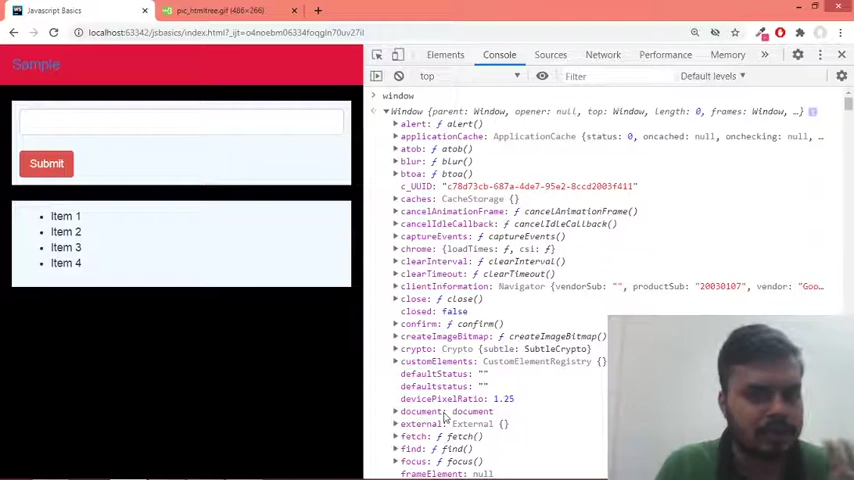 Javascript Basics
pic_htmltree.gif (486×266)
localhost:63342/jsbasics/index.html?_ijt=o4noebm06334foqgln70uv27il
Sample
Submit
Item 1
Item 2
Item 3
Item 4
Elements Console Sources Network Performance Memory
top Filter Default levels
window
Window {parent: Window, opener: null, top: Window, length: 0, frames: Window, …}
alert: ƒ alert()
applicationCache: ApplicationCache {status: 0, oncached: null, onchecking: null, …
atob: ƒ atob()
blur: ƒ blur()
btoa: ƒ btoa()
c_UUID: "c78d73cb-687a-4de7-95e2-8ccd2003f411"
caches: CacheStorage {}
cancelAnimationFrame: ƒ cancelAnimationFrame()
cancelIdleCallback: ƒ cancelIdleCallback()
captureEvents: ƒ captureEvents()
chrome: {loadTimes: ƒ, csi: ƒ}
clearInterval: ƒ clearInterval()
clearTimeout: ƒ clearTimeout()
clientInformation: Navigator {vendorSub: "", productSub: "20030107", vendor: "Goo…
close: ƒ close()
closed: false
confirm: ƒ confirm()
createImageBitmap: ƒ createImageBitmap()
crypto: Crypto {subtle: SubtleCrypto}
customElements: CustomElementRegistry {}
defaultStatus: ""
defaultstatus: ""
devicePixelRatio: 1.25
document: document
external: External {}
fetch: ƒ fetch()
find: ƒ find()
focus: ƒ focus()
frameElement: null